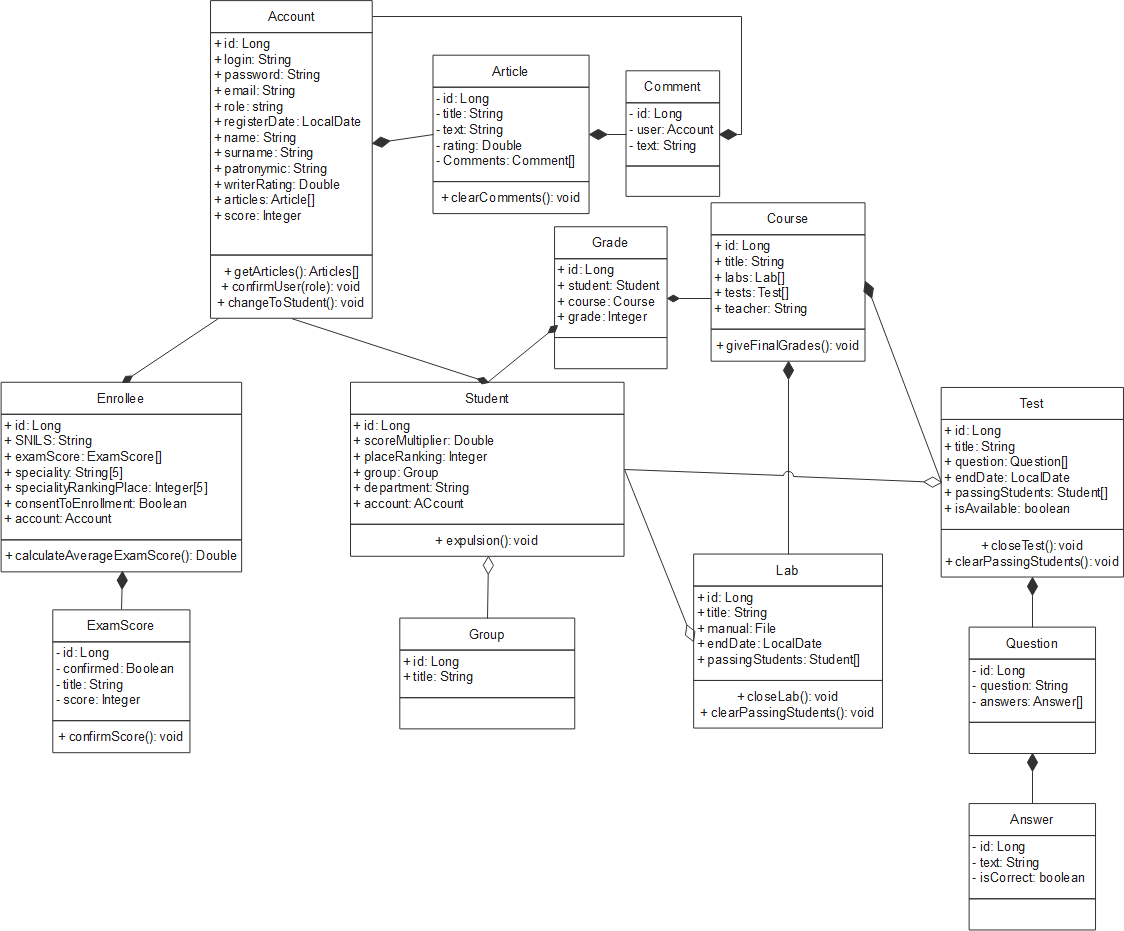 Account
+ id: Long
+ login: String
+ password: String
+ email: String
+ role: string
+ registerDate: LocalDate
+ name: String
+ surname: String
+ patronymic: String
+ writerRating: Double
+ articles: Article[]
+ score: Integer
+ getArticles(): Articles[]
+ confirmUser(role): void
+ changeToStudent(): void
Article
- id: Long
- title: String
- text: String
- rating: Double
- Comments: Comment[]
+ clearComments(): void
Comment
- id: Long
- user: Account
- text: String
Course
+ id: Long
+ title: String
+ labs: Lab[]
+ tests: Test[]
+ teacher: String
+ giveFinalGrades(): void
Grade
+ id: Long
+ student: Student
+ course: Course
+ grade: Integer
Enrollee
+ id: Long
+ SNILS: String
+ examScore: ExamScore[]
+ speciality: String[5]
+ specialityRankingPlace: Integer[5]
+ consentToEnrollment: Boolean
+ account: Account
+ calculateAverageExamScore(): Double
Student
+ id: Long
+ scoreMultiplier: Double
+ placeRanking: Integer
+ group: Group
+ department: String
+ account: ACcount
+ expulsion(): void
Test
+ id: Long
+ title: String
+ question: Question[]
+ endDate: LocalDate
+ passingStudents: Student[]
+ isAvailable: boolean
+ closeTest(): void
+ clearPassingStudents(): void
Lab
+ id: Long
+ title: String
+ manual: File
+ endDate: LocalDate
+ passingStudents: Student[]
+ closeLab(): void
+ clearPassingStudents(): void
ExamScore
- id: Long
- confirmed: Boolean
- title: String
- score: Integer
+ confirmScore(): void
Group
+ id: Long
+ title: String
Question
- id: Long
- question: String
- answers: Answer[]
Answer
- id: Long
- text: String
- isCorrect: boolean